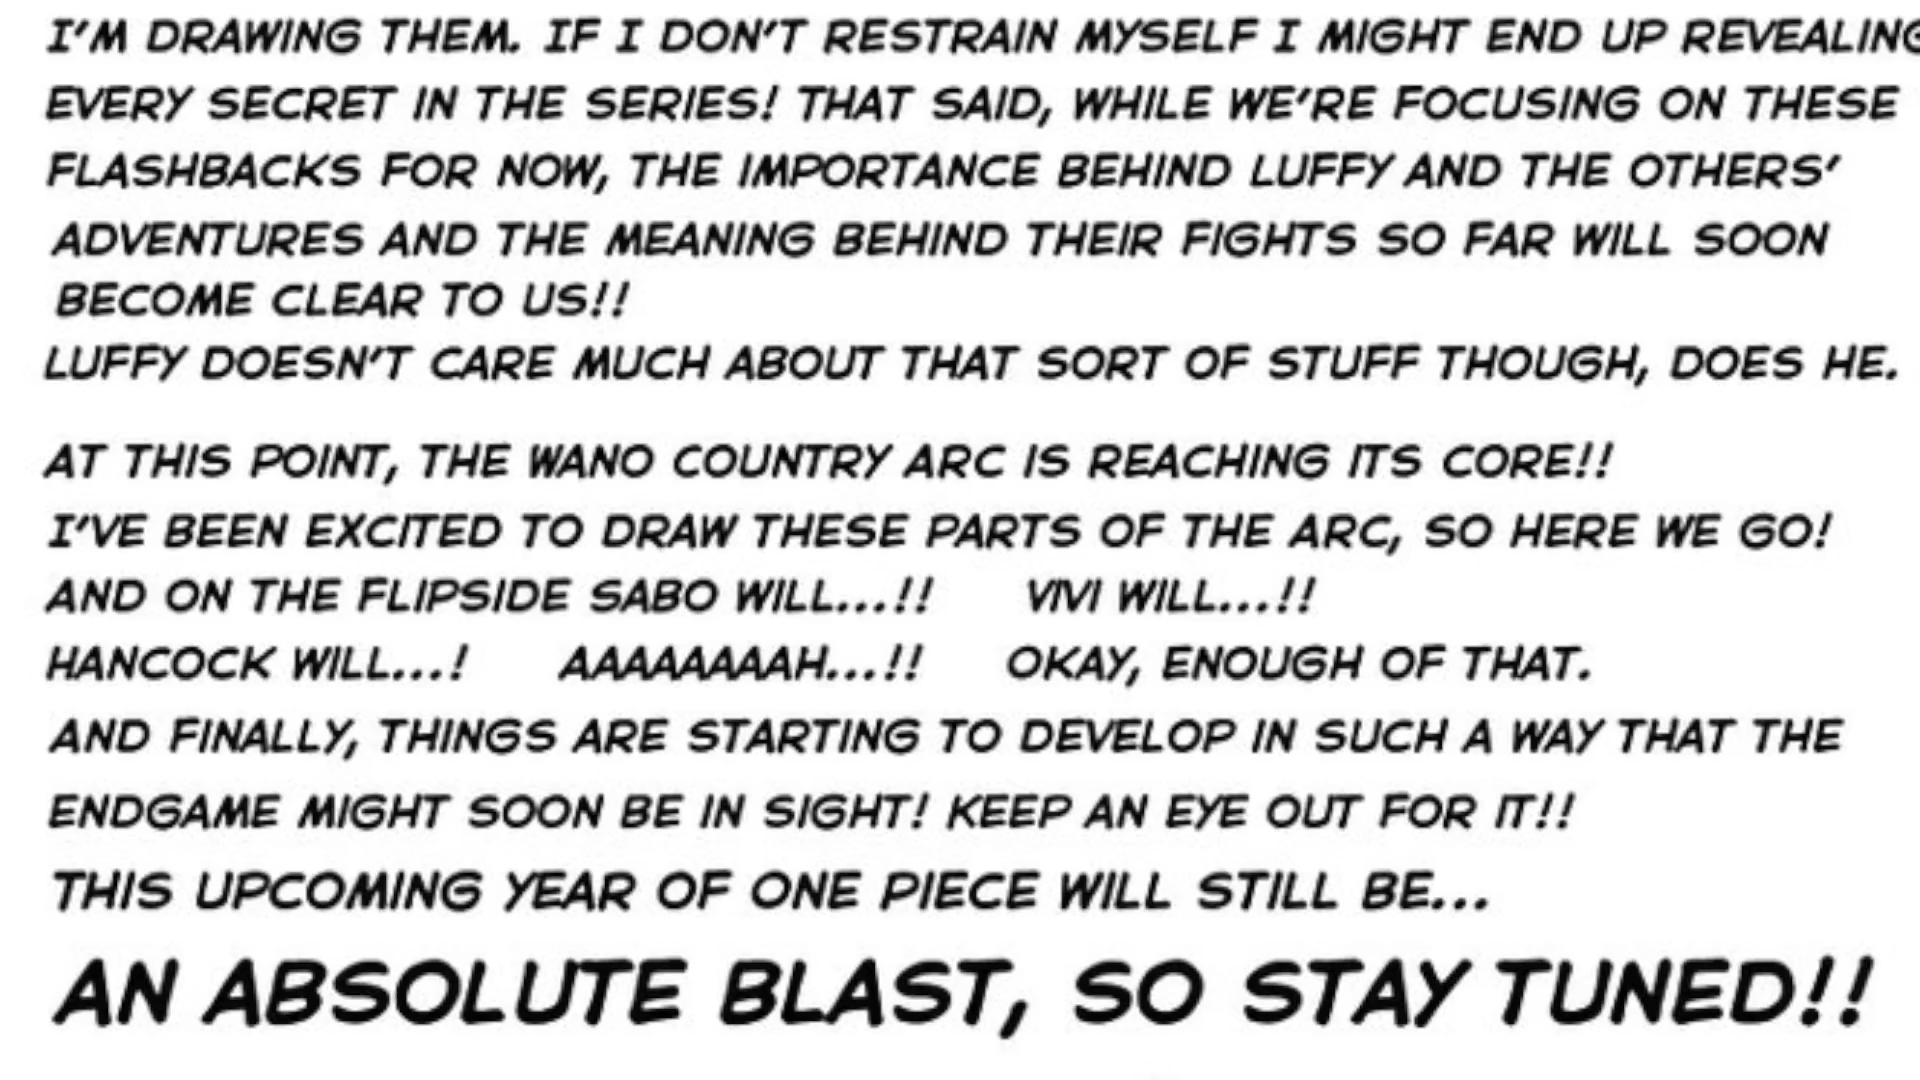 I'M DRAWING THEM. IF I DON'T RESTRAIN MYSELF I MIGHT END UP REVEALING
EVERY SECRET IN THE SERIES! THAT SAID, WHILE WE'RE FOCUSING ON THESE
FLASHBACKS FOR NOW, THE IMPORTANCE BEHIND LUFFY AND THE OTHERS'
ADVENTURES AND THE MEANING BEHIND THEIR FIGHTS SO FAR WILL SOON
BECOME CLEAR TO US!!
LUFFY DOESN'T CARE MUCH ABOUT THAT SORT OF STUFF THOUGH, DOES HE.
AT THIS POINT, THE WANO COUNTRY ARC IS REACHING ITS CORE!!
I'VE BEEN EXCITED TO DRAW THESE PARTS OF THE ARC, SO HERE WE GO!
AND ON THE FLIPSIDE SABO WILL...!! VIVI WILL...!!
HANCOCK WILL...! AAAAAAAAH...!! OKAY, ENOUGH OF THAT.
AND FINALLY, THINGS ARE STARTING TO DEVELOP IN SUCH A WAY THAT THE
ENDGAME MIGHT SOON BE IN SIGHT! KEEP AN EYE OUT FOR IT!!
THIS UPCOMING YEAR OF ONE PIECE WILL STILL BE...
AN ABSOLUTE BLAST, SO STAY TUNED!!